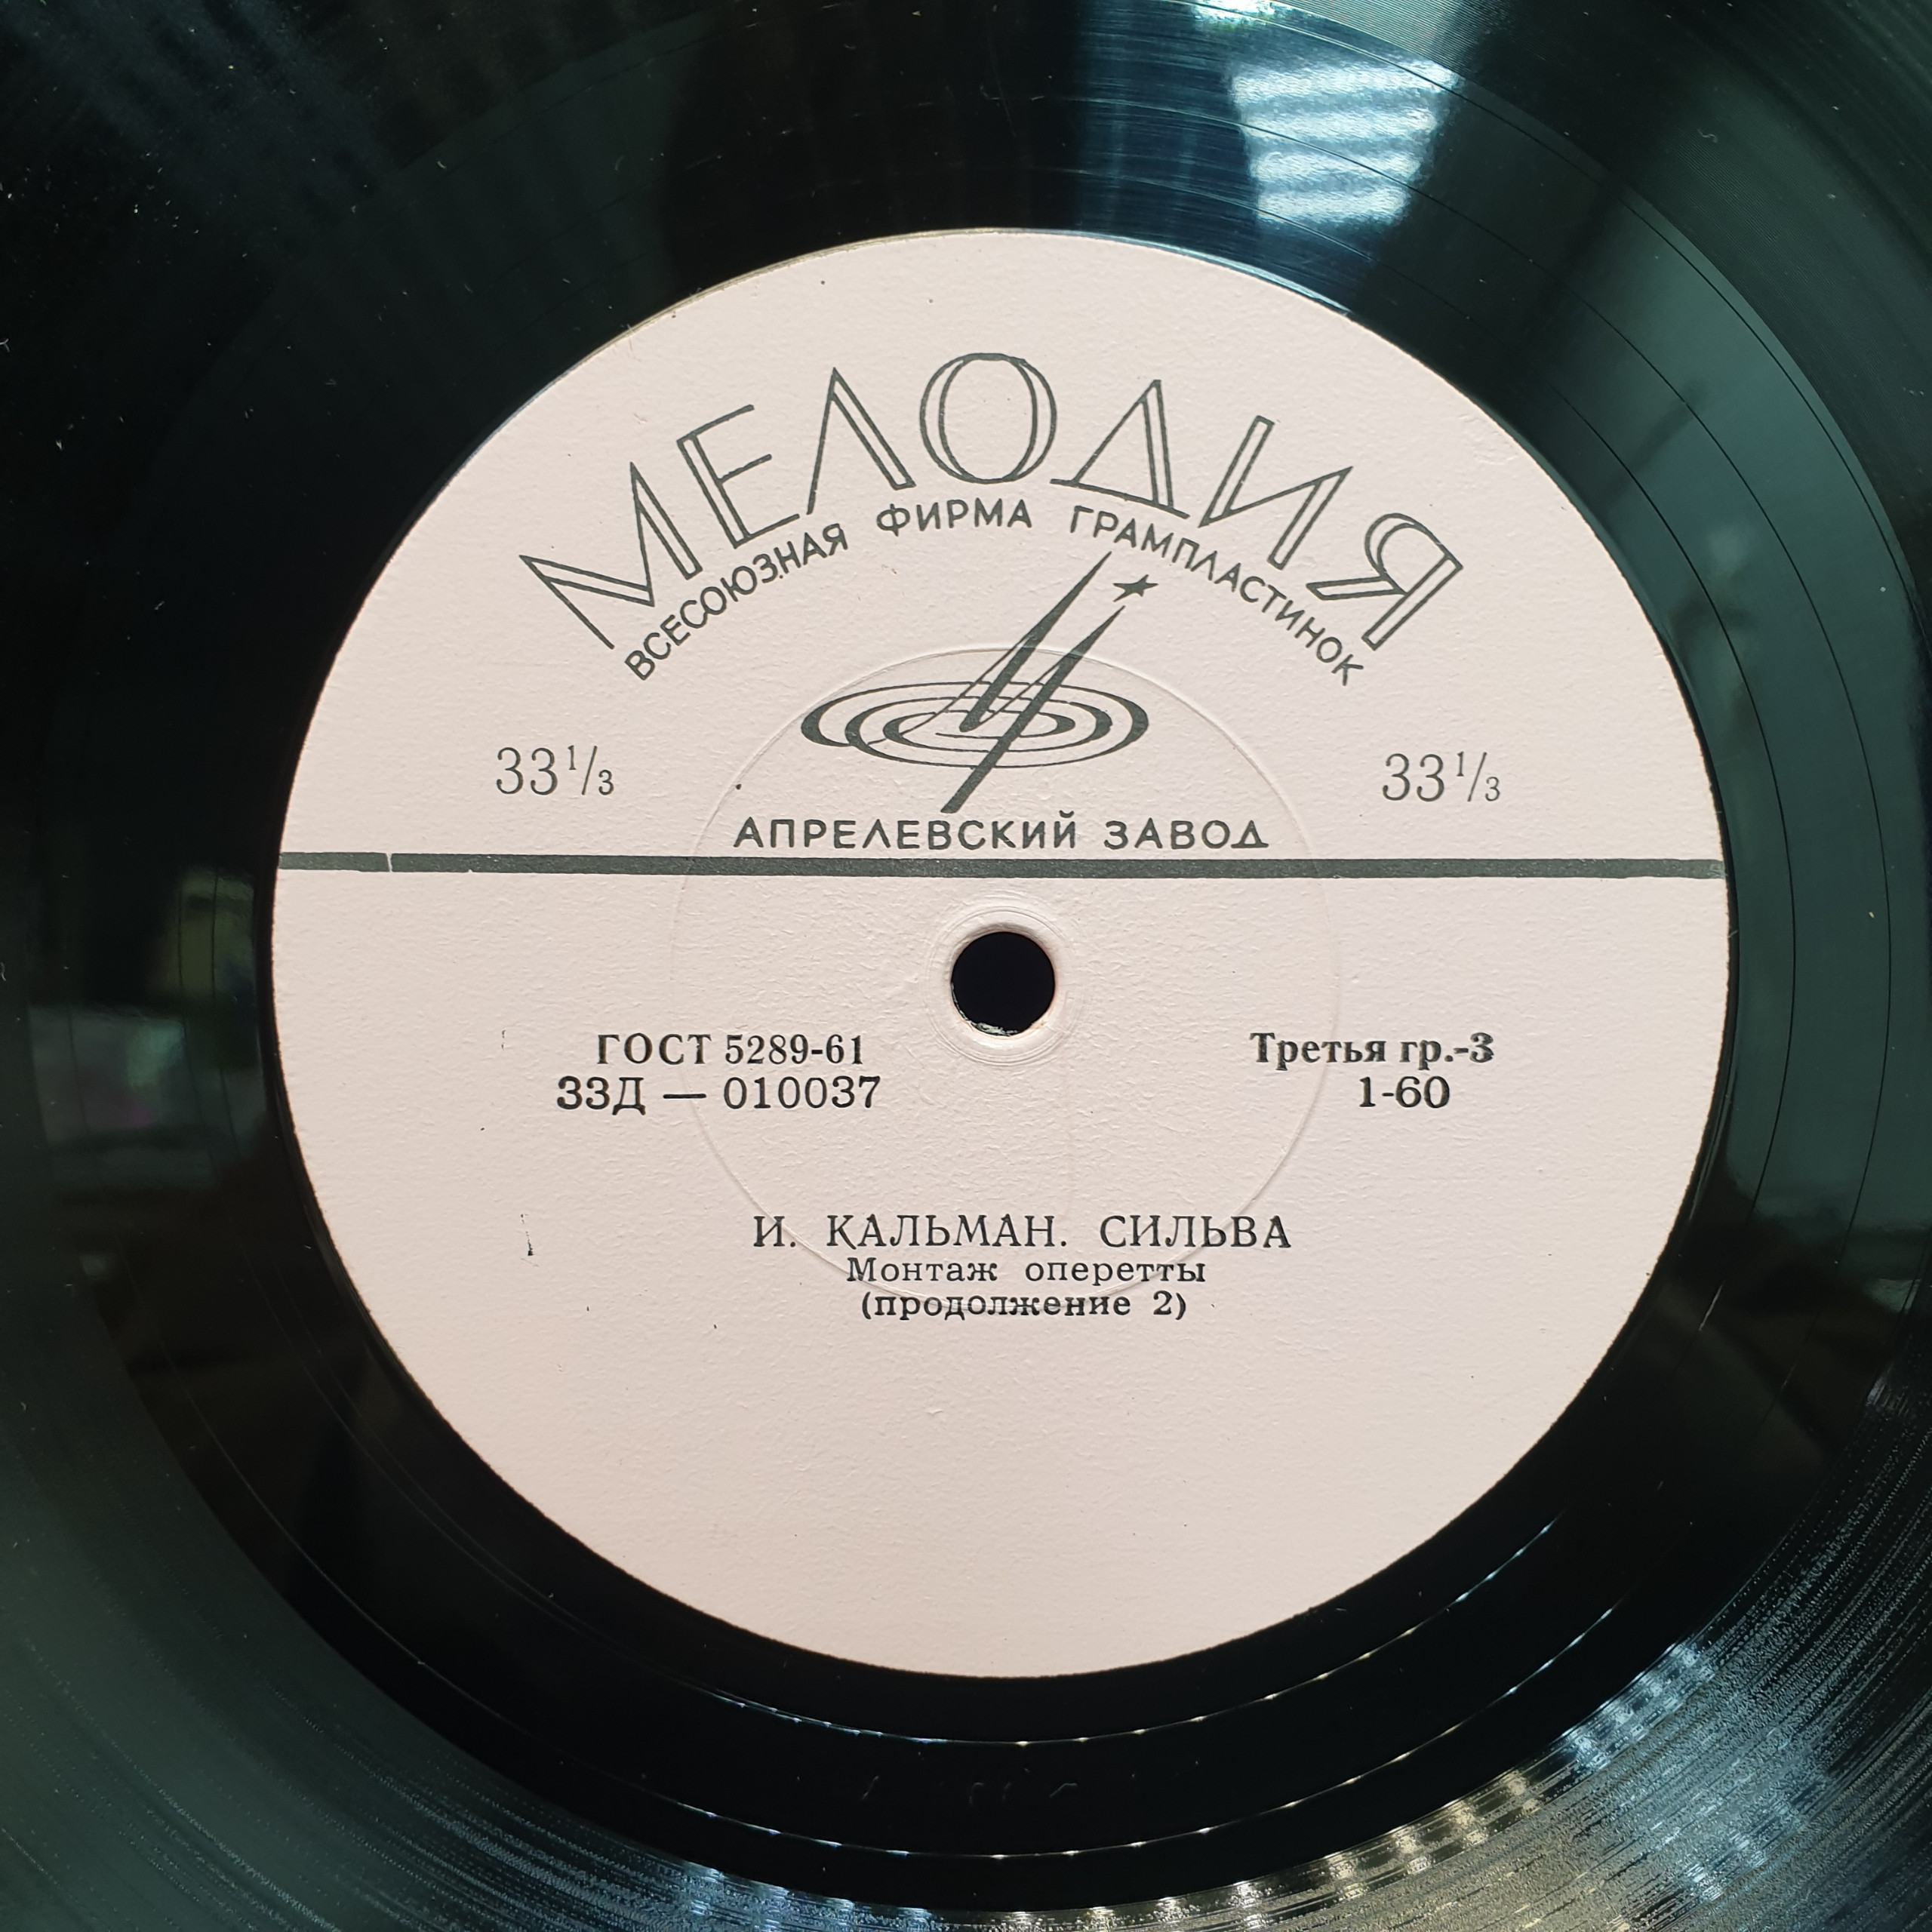 МЕЛОДИЯ
ВСЕСОЮЗНАЯ ФИРМА ГРАМПЛАСТИНОК
33⅓ 33⅓
АПРЕЛЕВСКИЙ ЗАВОД
ГОСТ 5289-61 Третья гр.-3
33Д — 010037 1-60
И. КАЛЬМАН. СИЛЬВА
Монтаж оперетты
(продолжение 2)